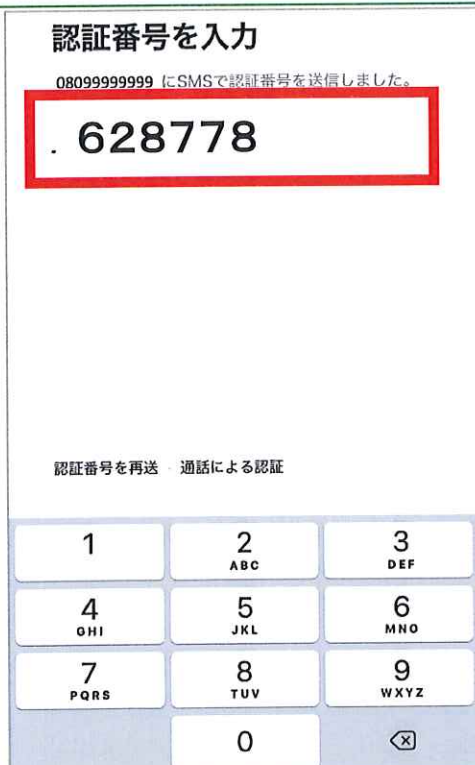 認証番号を入力
08099999999 にSMSで認証番号を送信しました。
. 628778
認証番号を再送 通話による認証
1 2 3
ABC DEF
4 5 6
GHI JKL MNO
7 8 9
PQRS TUV WXYZ
0